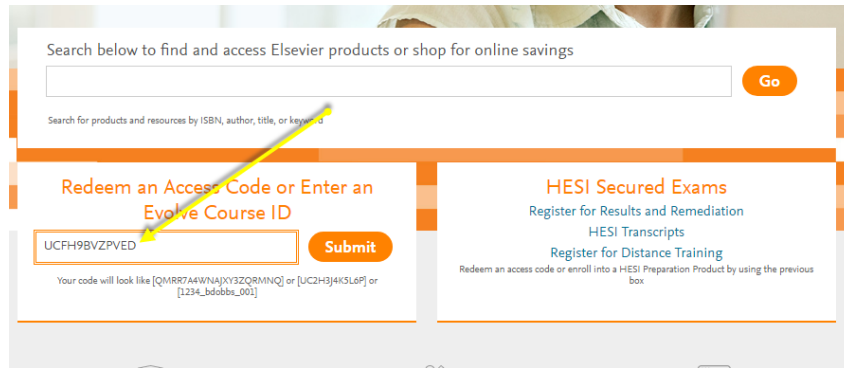 Search below to find and access Elsevier products or shop for online savings
Go
Search for products and resources by ISBN, author, title, or keyword
Redeem an Access Code or Enter an
Evolve Course ID
UCFH9BVZPVED
Submit
Your code will look like [QMRR7A4WNAJXY3ZQRMNQ] or [UC2H3J4K5L6P] or
[1234_bdobbs_001]
HESI Secured Exams
Register for Results and Remediation
HESI Transcripts
Register for Distance Training
Redeem an access code or enroll into a HESI Preparation Product by using the previous
box